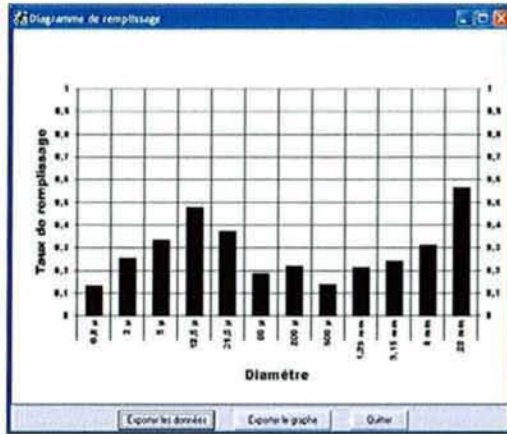 Diagramme de remplissage
Taux de remplissage
1
0,9
0,8
0,7
0,6
0,5
0,4
0,3
0,2
0,1
0
1
0,9
0,8
0,7
0,6
0,5
0,4
0,3
0,2
0,1
0
0,8 µ
2 µ
5 µ
12,5 µ
31,5 µ
80 µ
200 µ
500 µ
1,25 mm
3,15 mm
8 mm
20 mm
Diamétre
Exporter les données Exporter le graphe Quitter